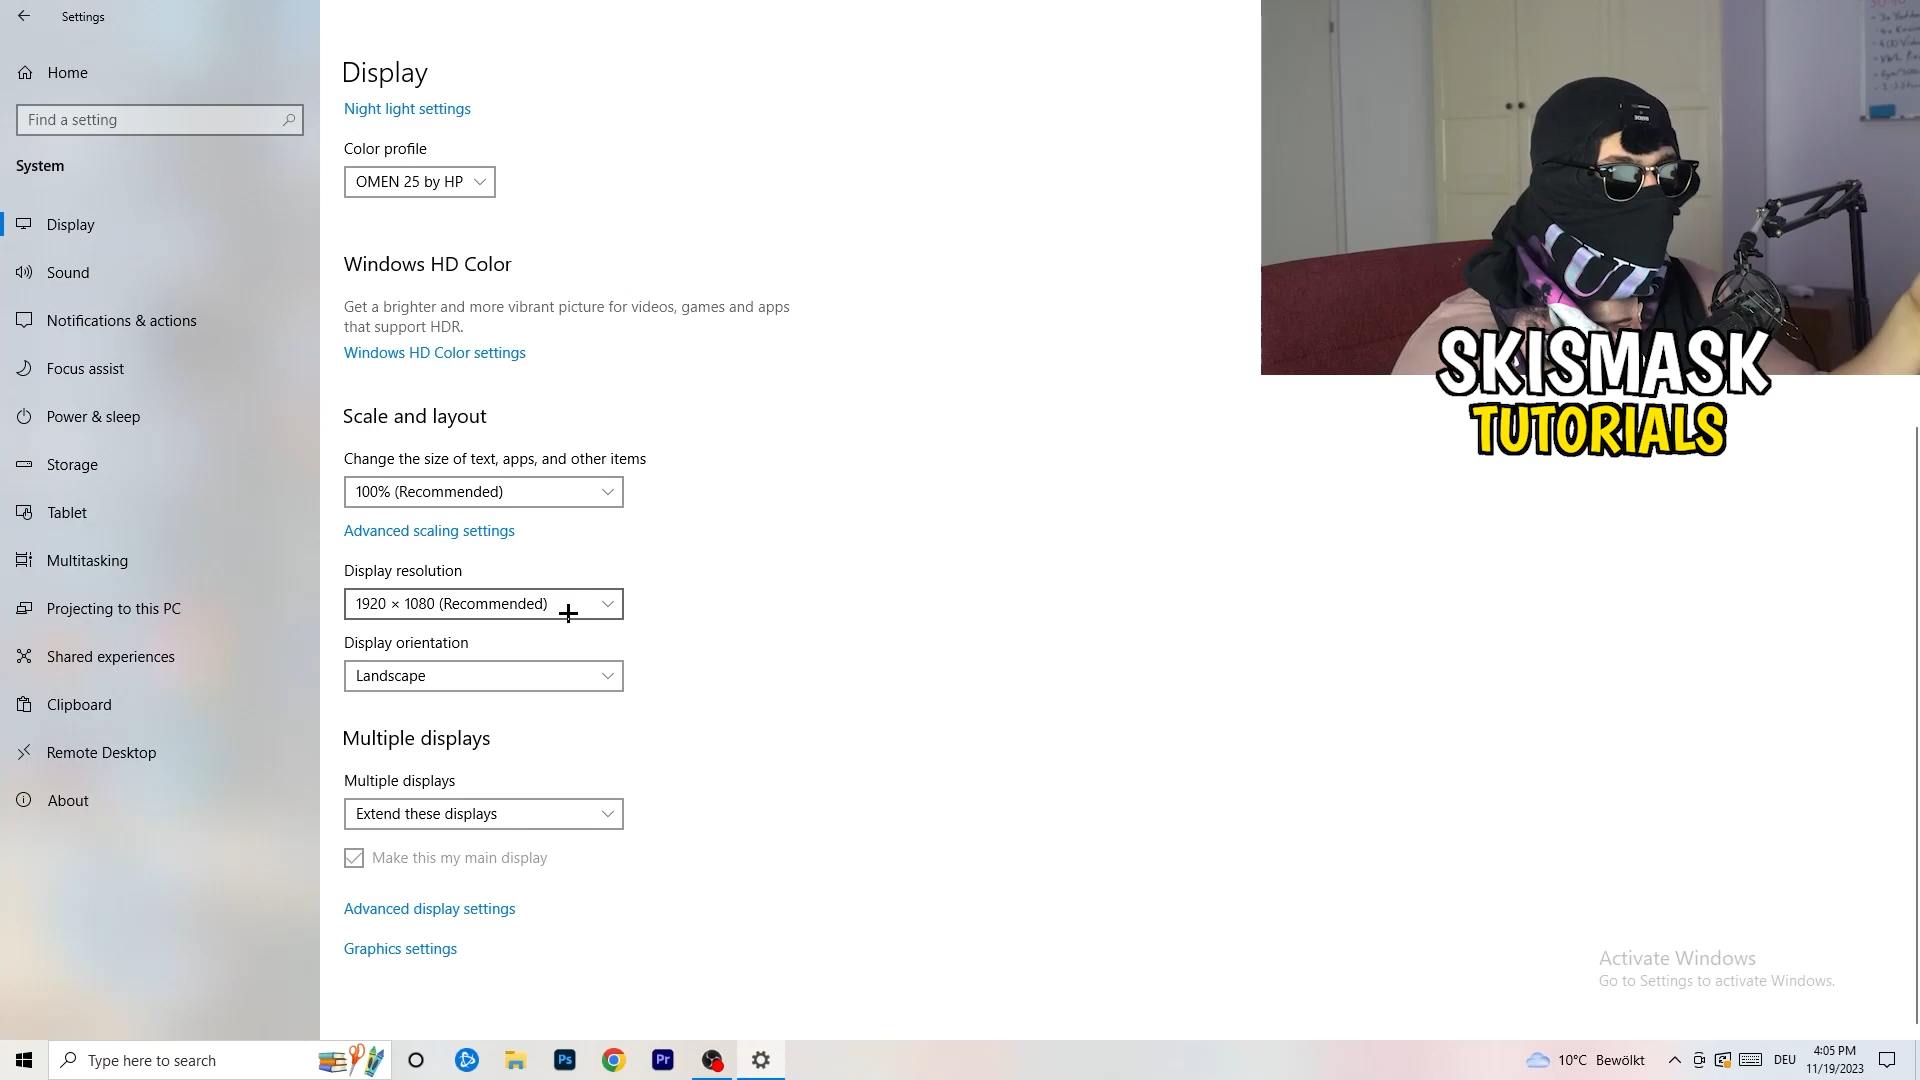 Settings
Home
Find a setting
System
Display
Sound
Notifications & actions
Focus assist
Power & sleep
Storage
Tablet
Multitasking
Projecting to this PC
Shared experiences
Clipboard
Remote Desktop
About
Display
Night light settings
Color profile
OMEN 25 by HP
Windows HD Color
Get a brighter and more vibrant picture for videos, games and apps
that support HDR.
Windows HD Color settings
Scale and layout
Change the size of text, apps, and other items
100% (Recommended)
Advanced scaling settings
Display resolution
1920 × 1080 (Recommended)
Display orientation
Landscape
Multiple displays
Multiple displays
Extend these displays
Make this my main display
Advanced display settings
Graphics settings
SKISMASK
TUTORIALS
Activate Windows
Go to Settings to activate Windows.
Type here to search
Ps
Pr
10°C Bewölkt
DEU
4:05 PM
11/19/2023